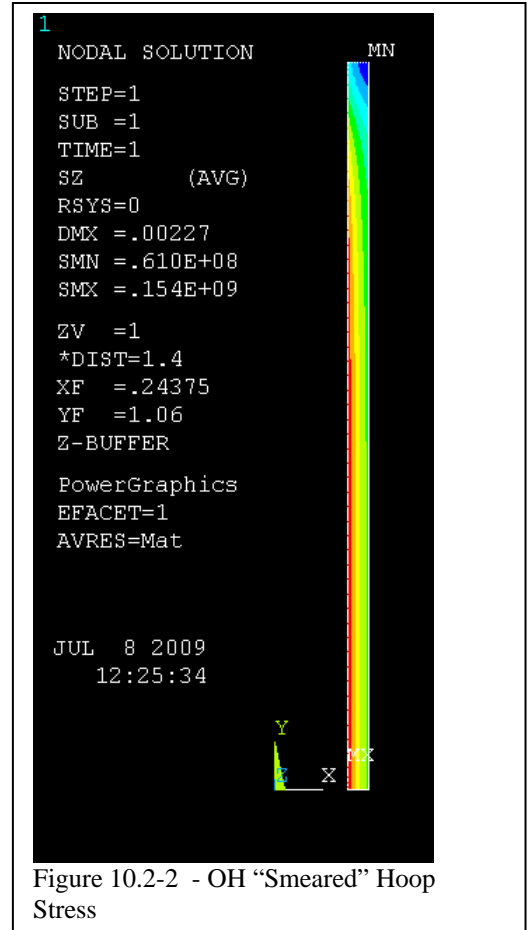 1
NODAL SOLUTION
STEP=1
SUB =1
TIME=1
SZ (AVG)
RSYS=0
DMX =.00227
SMN =.610E+08
SMX =.154E+09
ZV =1
*DIST=1.4
XF =.24375
YF =1.06
Z-BUFFER
PowerGraphics
EFACET=1
AVRES=Mat
JUL 8 2009
12:25:34
MN
Y
Z X
MX
Figure 10.2-2 - OH “Smeared” Hoop
Stress